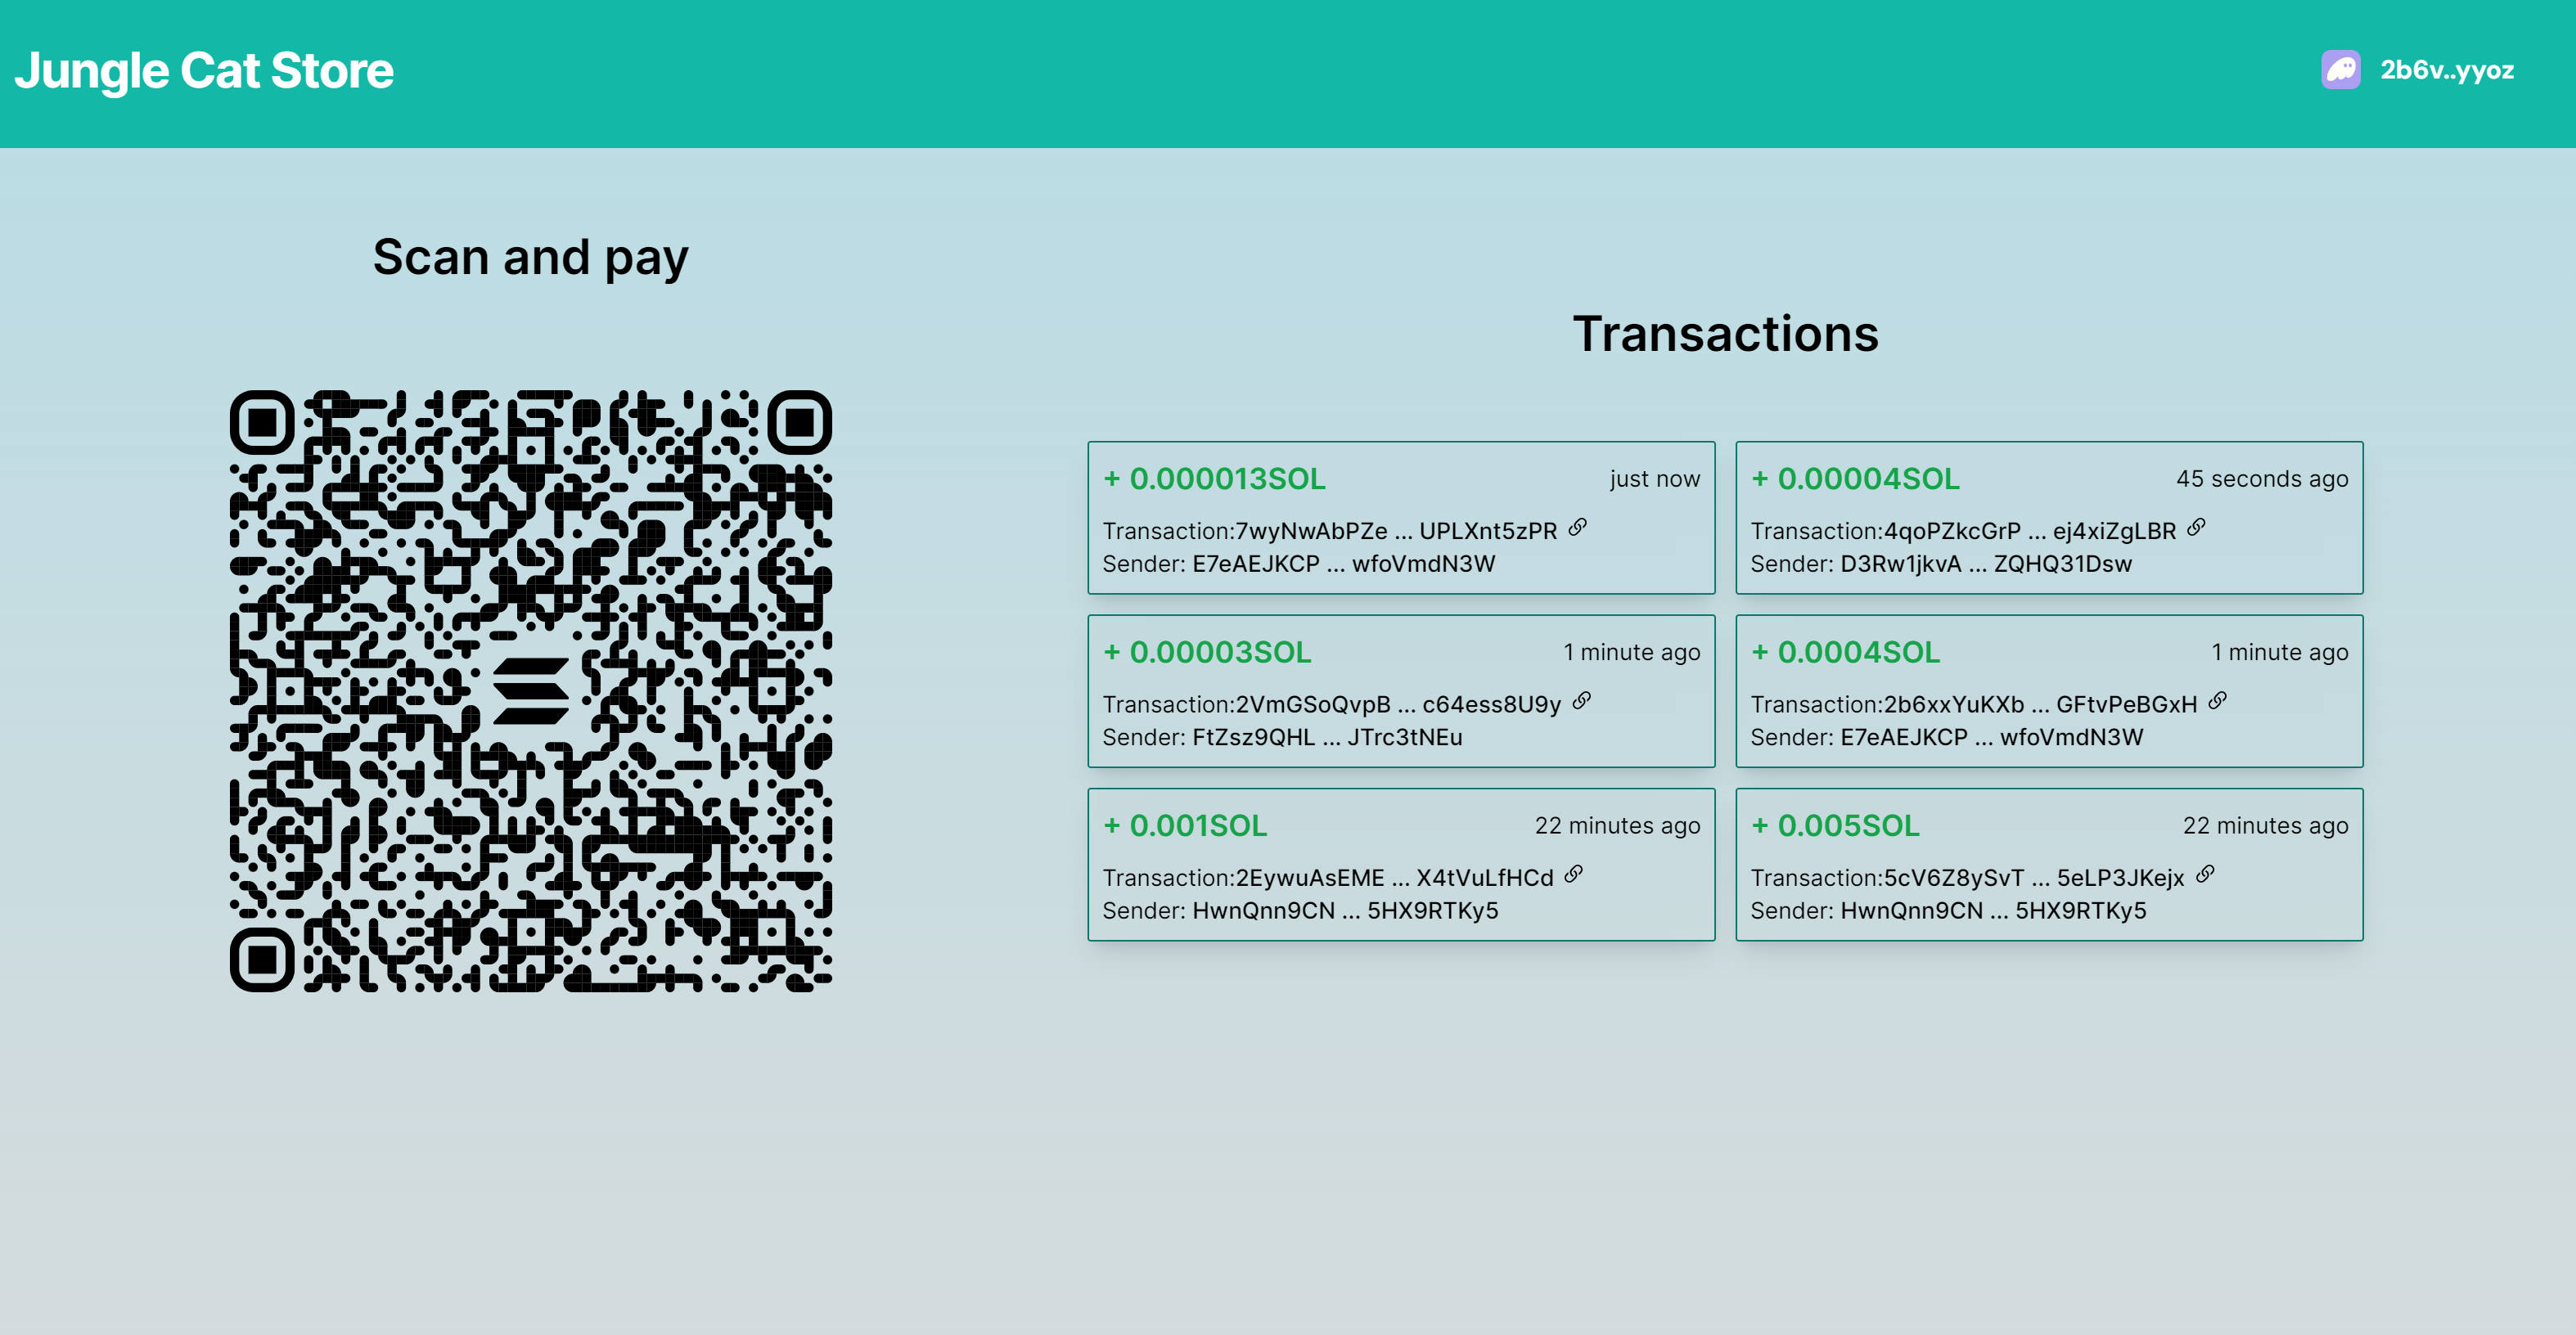 Jungle Cat Store
2b6v..yyoz
Scan and pay
Transactions
+ 0.000013SOL
just now
Transaction:7wyNwAbPZe ... UPLXnt5zPR
Sender: E7eAEJKCP ... wfoVmdN3W
+ 0.00004SOL
45 seconds ago
Transaction:4qoPZkcGrP ... ej4xiZgLBR
Sender: D3Rw1jkvA ... ZQHQ31Dsw
+ 0.00003SOL
1 minute ago
Transaction:2VmGSoQvpB ... c64ess8U9y
Sender: FtZsz9QHL ... JTrc3tNEu
+ 0.0004SOL
1 minute ago
Transaction:2b6xxYuKXb ... GFtvPeBGxH
Sender: E7eAEJKCP ... wfoVmdN3W
+ 0.001SOL
22 minutes ago
Transaction:2EywuAsEME ... X4tVuLfHCd
Sender: HwnQnn9CN ... 5HX9RTKy5
+ 0.005SOL
22 minutes ago
Transaction:5cV6Z8ySvT ... 5eLP3JKejx
Sender: HwnQnn9CN ... 5HX9RTKy5